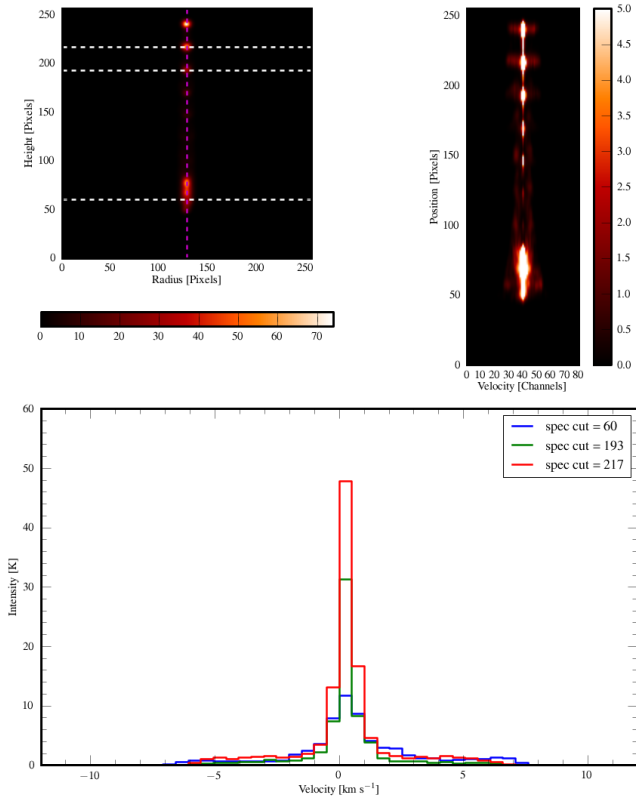 250
200
150
100
50
0
Height [Pixels]
0 50 100 150 200 250
Radius [Pixels]
0 10 20 30 40 50 60 70
250
200
150
100
50
0
Position [Pixels]
0 10 20 30 40 50 60 70 80
Velocity [Channels]
5.0
4.5
4.0
3.5
3.0
2.5
2.0
1.5
1.0
0.5
0.0
60
50
40
30
20
10
0
Intensity [K]
spec cut = 60
spec cut = 193
spec cut = 217
−10 −5 0 5 10
Velocity [km s⁻¹]